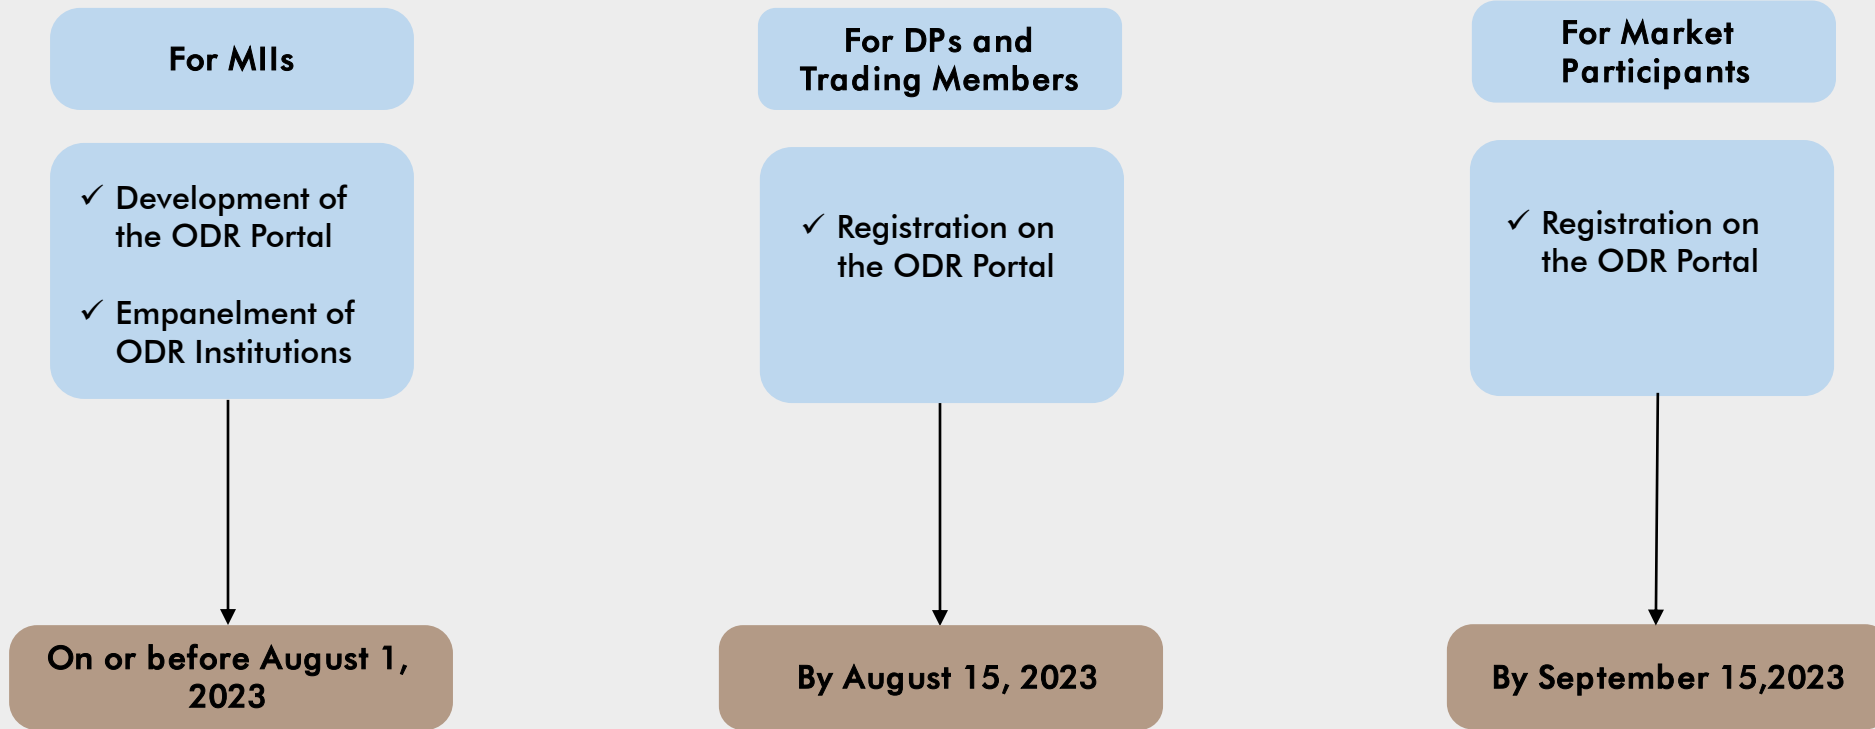 For MIIs
✓ Development of
the ODR Portal
✓ Empanelment of
ODR Institutions
On or before August 1,
2023
For DPs and
Trading Members
✓ Registration on
the ODR Portal
By August 15, 2023
For Market
Participants
✓ Registration on
the ODR Portal
By September 15,2023